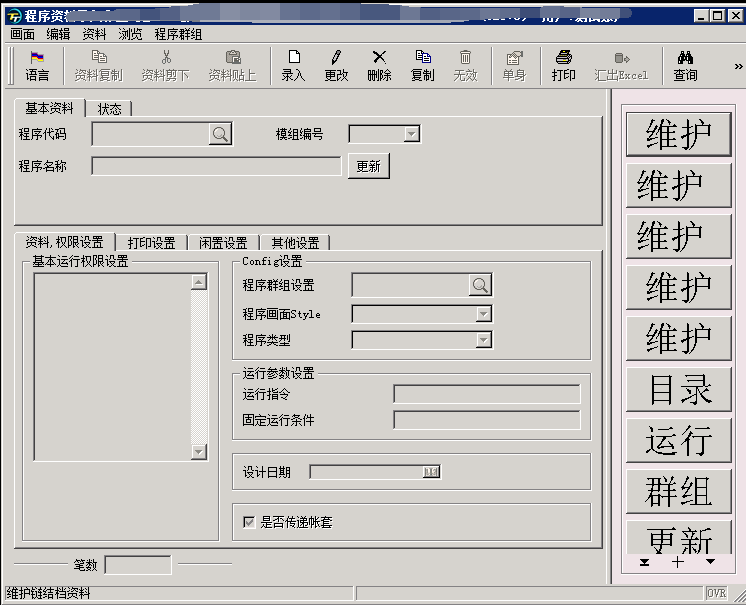 程序资料
画面 编辑 资料 浏览 程序群组
语言 资料复制 资料剪下 资料贴上 录入 更改 删除 复制 无效 单身 打印 汇出Excel 查询 »
基本资料 状态
程序代码 模组编号
程序名称 更新
资料,权限设置 打印设置 闲置设置 其他设置
基本运行权限设置
Config设置
程序群组设置
程序画面Style
程序类型
运行参数设置
运行指令
固定运行条件
设计日期
是否传递帐套
笔数
维护
维护
维护
维护
维护
目录
运行
群组
更新
维护链结档资料 OVR